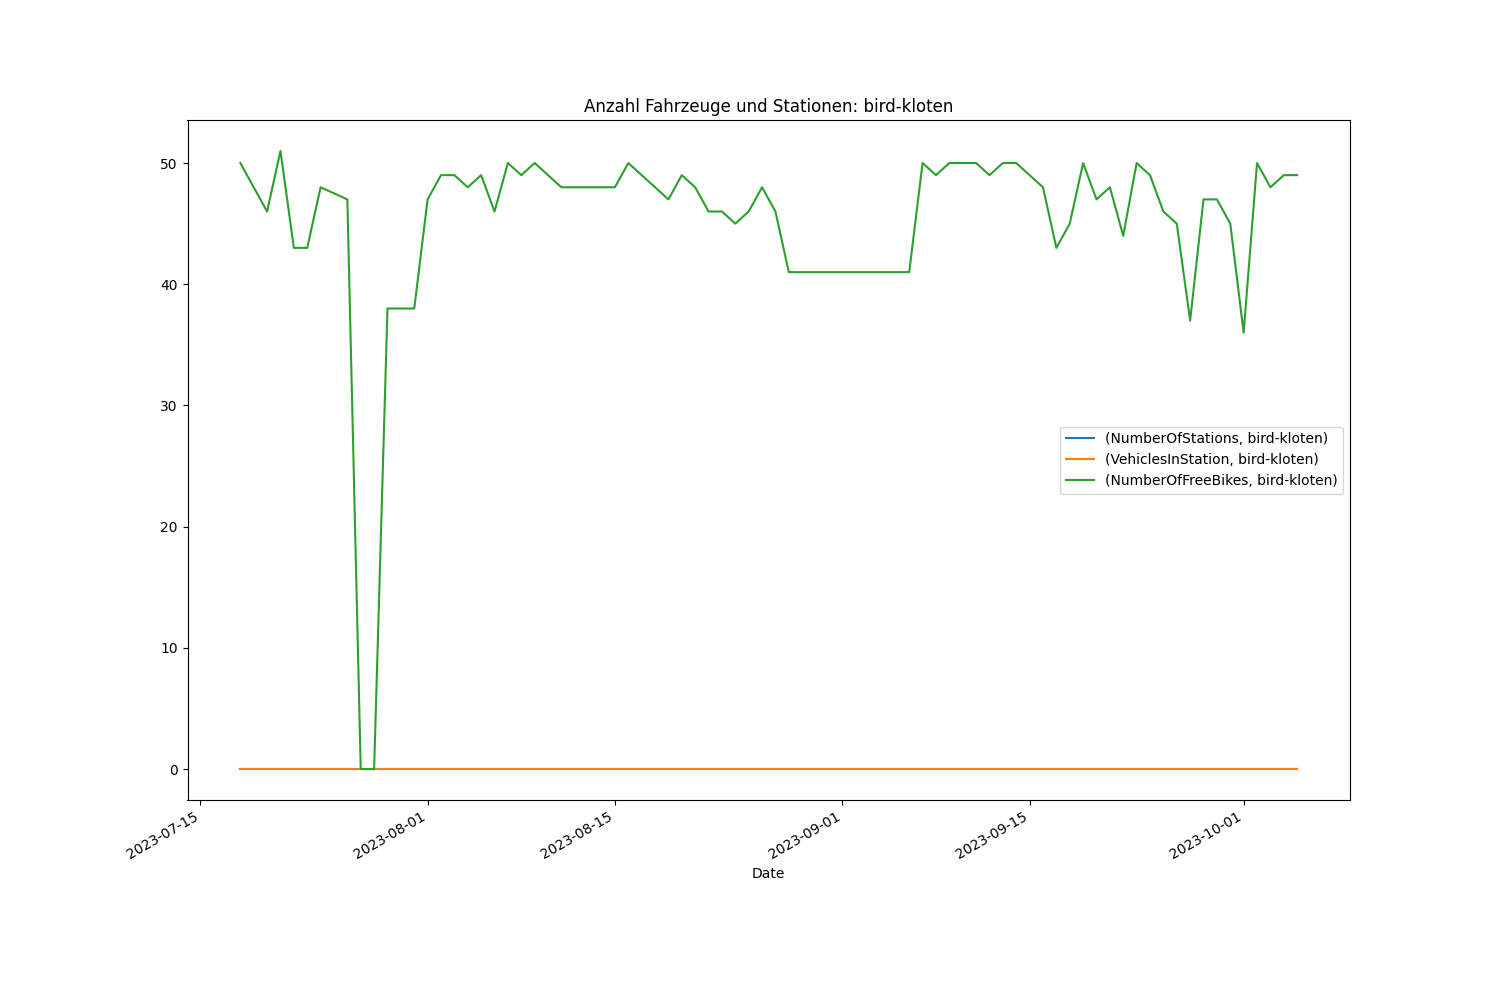 Anzahl Fahrzeuge und Stationen: bird-kloten
50
40
30
20
10
0
(NumberOfStations, bird-kloten)
(VehiclesInStation, bird-kloten)
(NumberOfFreeBikes, bird-kloten)
2023-07-15
2023-08-01
2023-08-15
2023-09-01
2023-09-15
2023-10-01
Date